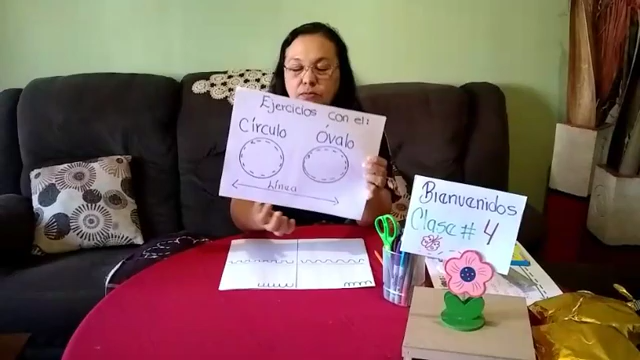 Ejercicios con el:
Círculo Óvalo
Línea
Bienvenidos
Clase # 4